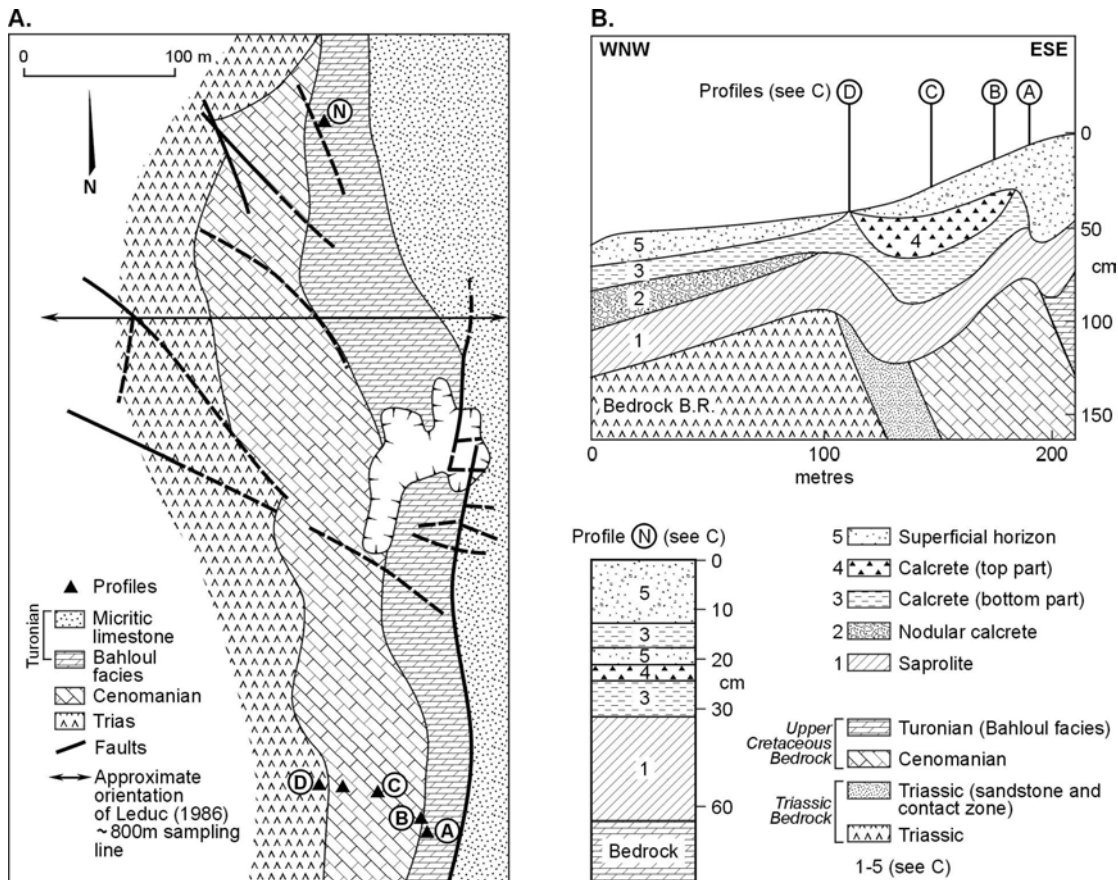 A.
0 100 m
N
N
D
C
B
A
▲ Profiles
Turonian
Micritic
limestone
Bahloul
facies
Cenomanian
Trias
Faults
Approximate
orientation
of Leduc (1986)
~ 800m sampling
line
B.
WNW ESE
Profiles (see C) D C B A
0
50
cm
100
150
5
3
2
1
4
Bedrock B.R.
0 100 200
metres
Profile N (see C)
0
10
20
cm
30
60
5
3
5
4
3
1
Bedrock
5 Superficial horizon
4 Calcrete (top part)
3 Calcrete (bottom part)
2 Nodular calcrete
1 Saprolite
Upper
Cretaceous
Bedrock
Turonian (Bahloul facies)
Cenomanian
Triassic
Bedrock
Triassic (sandstone and
contact zone)
Triassic
1-5 (see C)